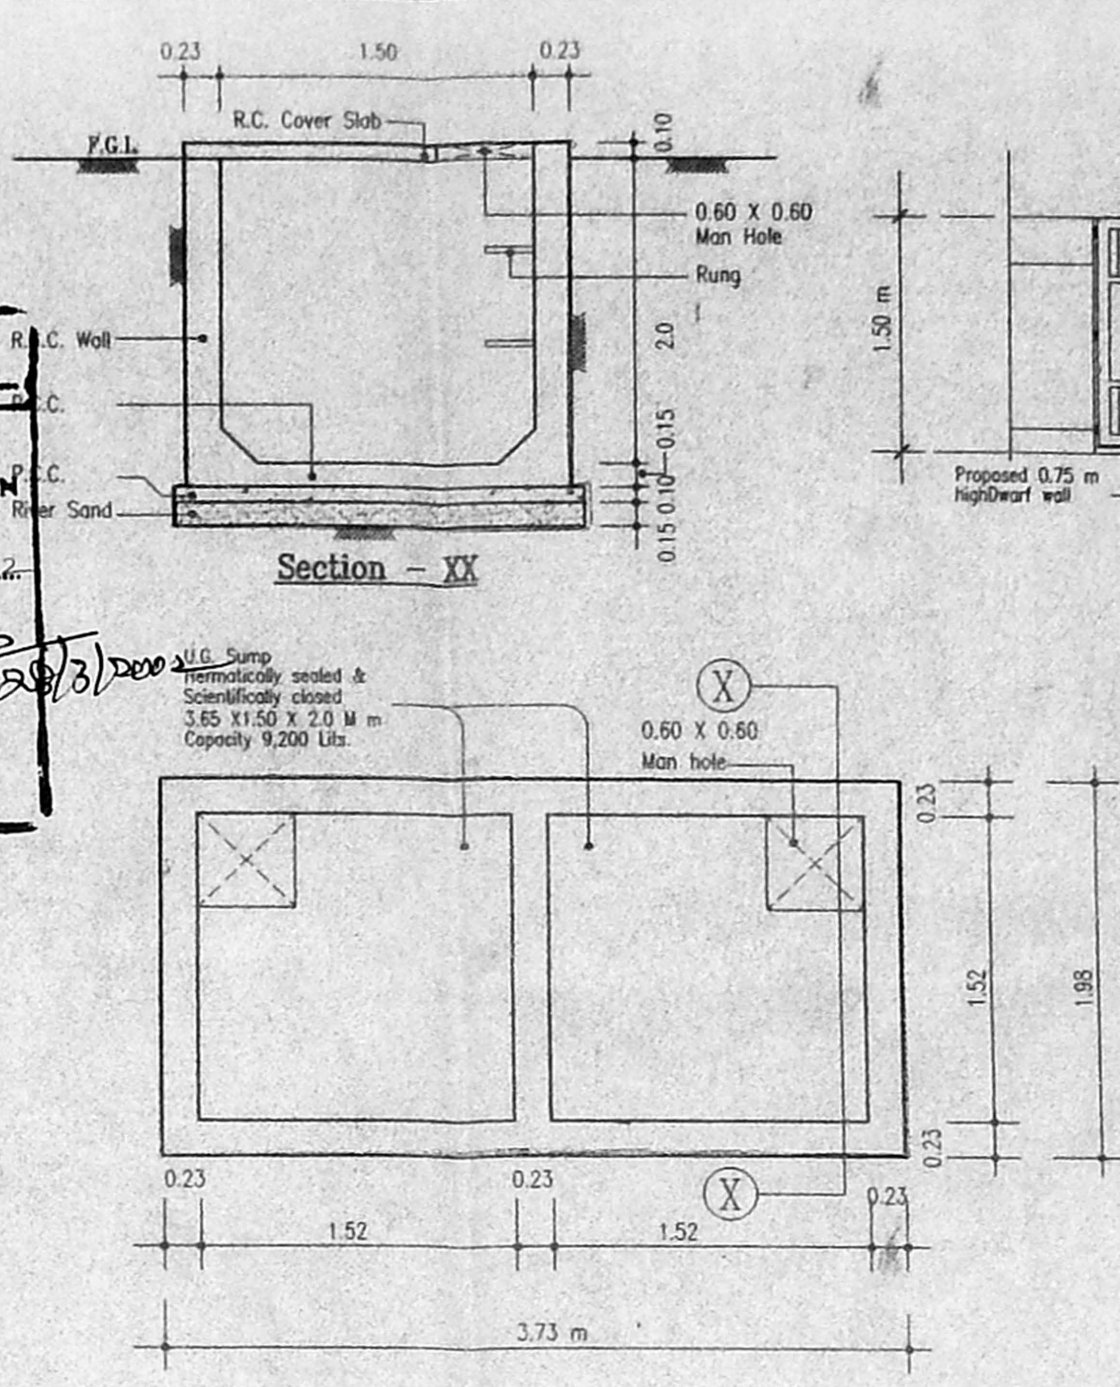 0.23 1.50 0.23
R.C. Cover Slab
F.G.L.
0.10
0.60 X 0.60
Man Hole
Rung
2.0
1.50 m
R.C.C. Wall
R.C.C.
0.15
P.C.C.
0.10
River Sand
0.15
Proposed 0.75 m
highDwarf wall
Section - XX
U.G. Sump
Hermatically sealed &
Scientifically closed
3.65 X1.50 X 2.0 M m
Capacity 9,200 Lits.
X
0.60 X 0.60
Man hole
0.23
1.52
1.98
0.23
0.23 0.23 X 0.23
1.52 1.52
3.73 m